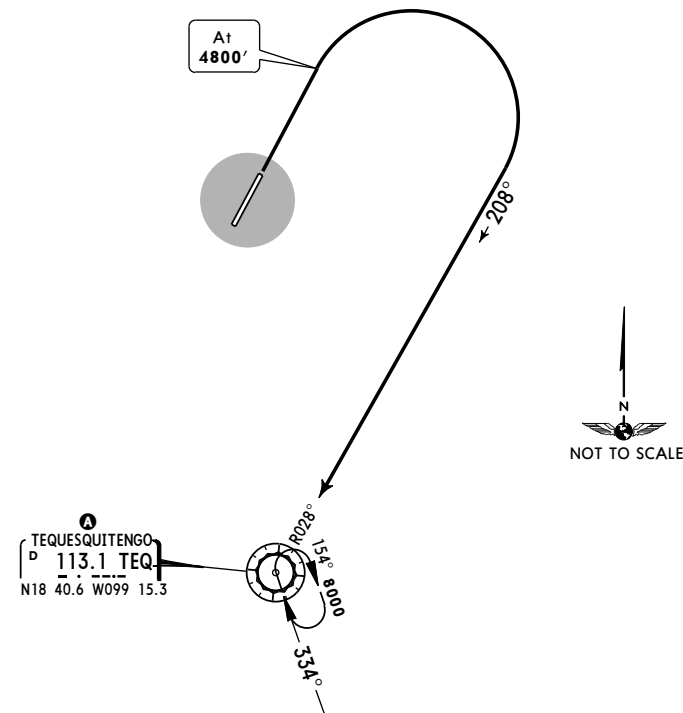 At
4800'
208°
N
NOT TO SCALE
A
TEQUESQUITENGO
D 113.1 TEQ
N18 40.6 W099 15.3
R028°
154°
8000
334°